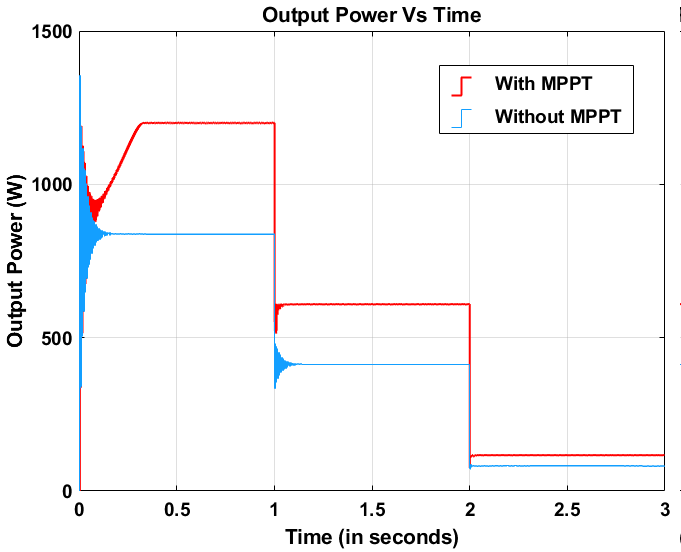 Output Power Vs Time
1500
1000
500
0
Output Power (W)
With MPPT
Without MPPT
0 0.5 1 1.5 2 2.5 3
Time (in seconds)